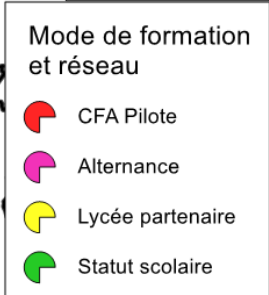 Mode de formation
et réseau
CFA Pilote
Alternance
Lycée partenaire
Statut scolaire